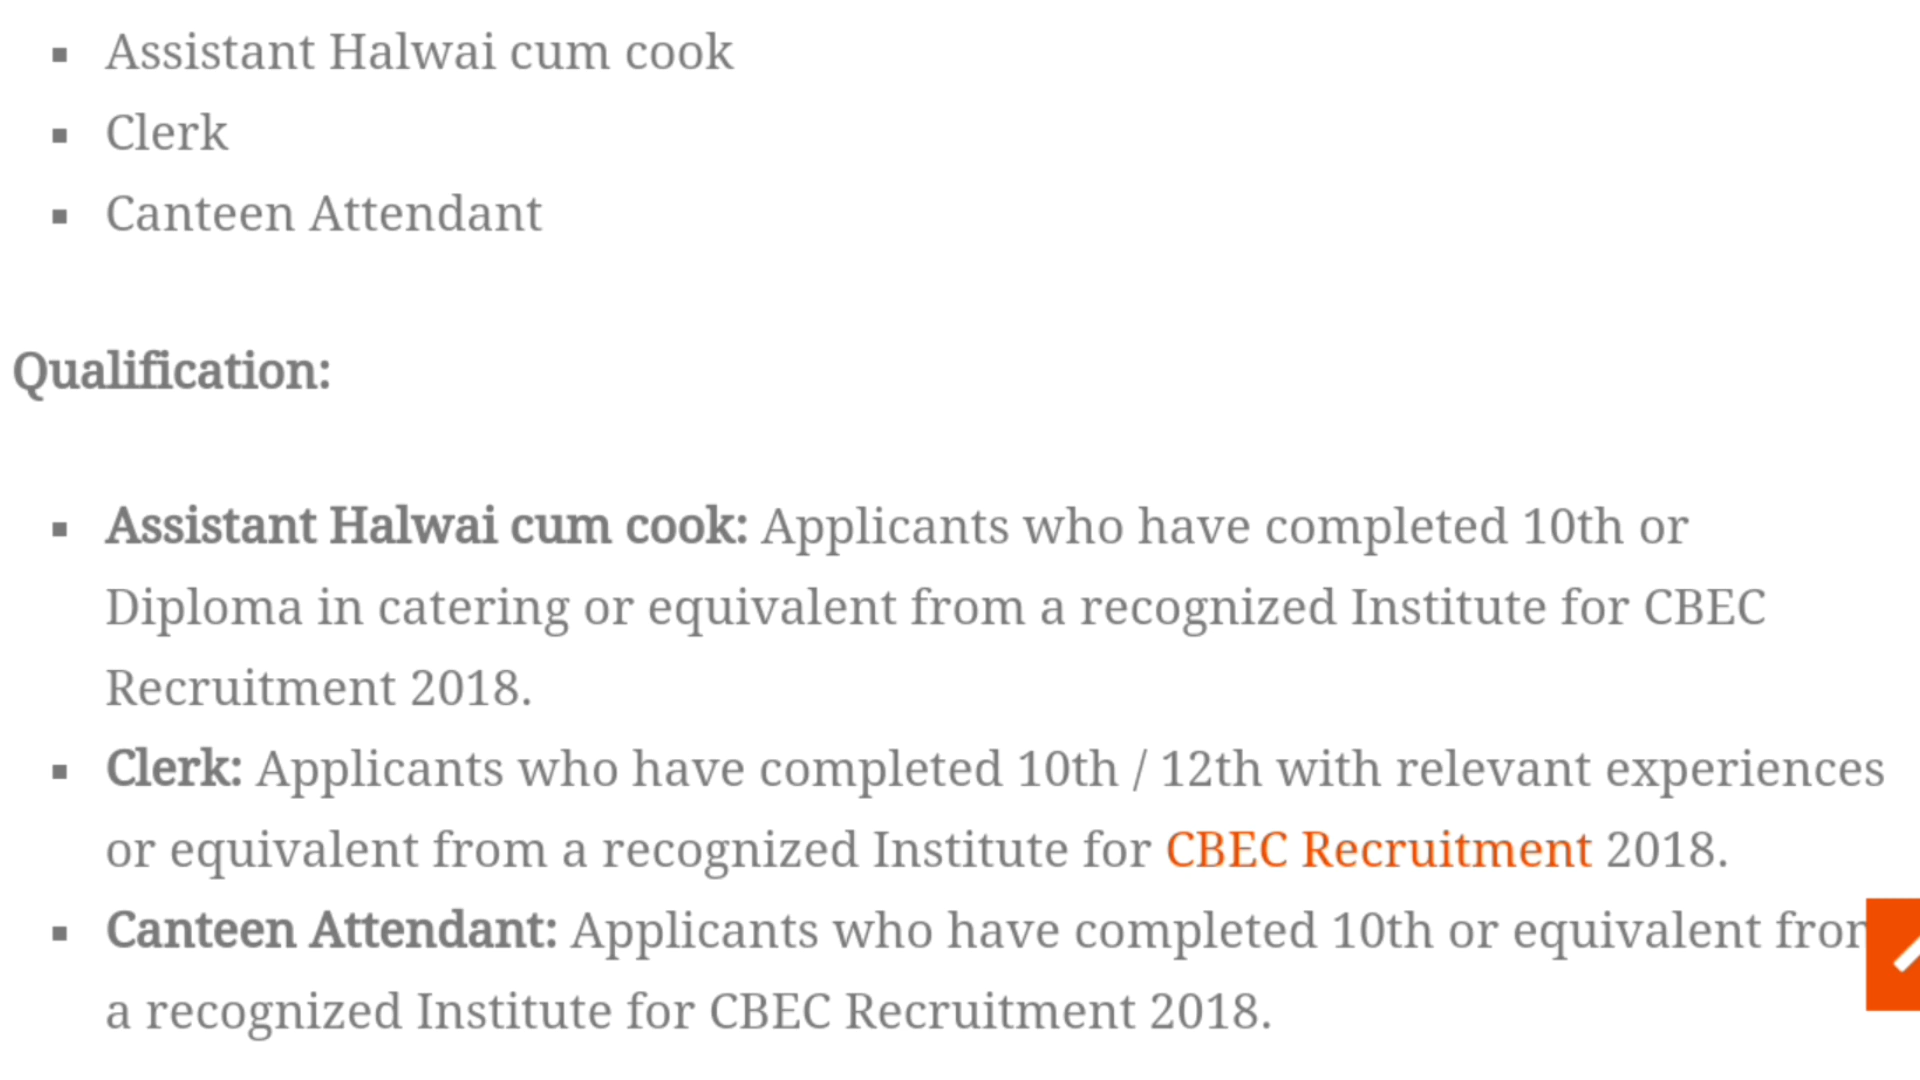 Assistant Halwai cum cook
Clerk
Canteen Attendant
Qualification:
Assistant Halwai cum cook: Applicants who have completed 10th or
Diploma in catering or equivalent from a recognized Institute for CBEC
Recruitment 2018.
Clerk: Applicants who have completed 10th / 12th with relevant experiences
or equivalent from a recognized Institute for CBEC Recruitment 2018.
Canteen Attendant: Applicants who have completed 10th or equivalent from
a recognized Institute for CBEC Recruitment 2018.